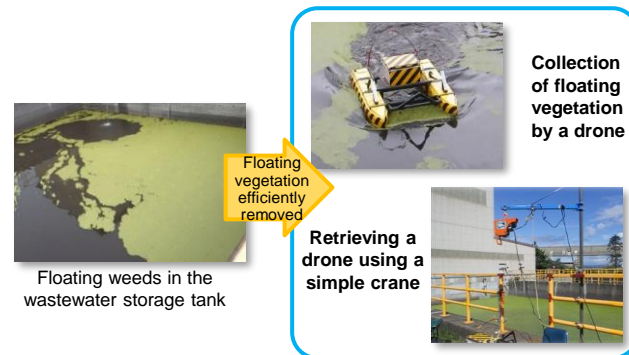 Floating weeds in the
wastewater storage tank
Floating
vegetation
efficiently
removed
Collection
of floating
vegetation
by a drone
Retrieving a
drone using a
simple crane